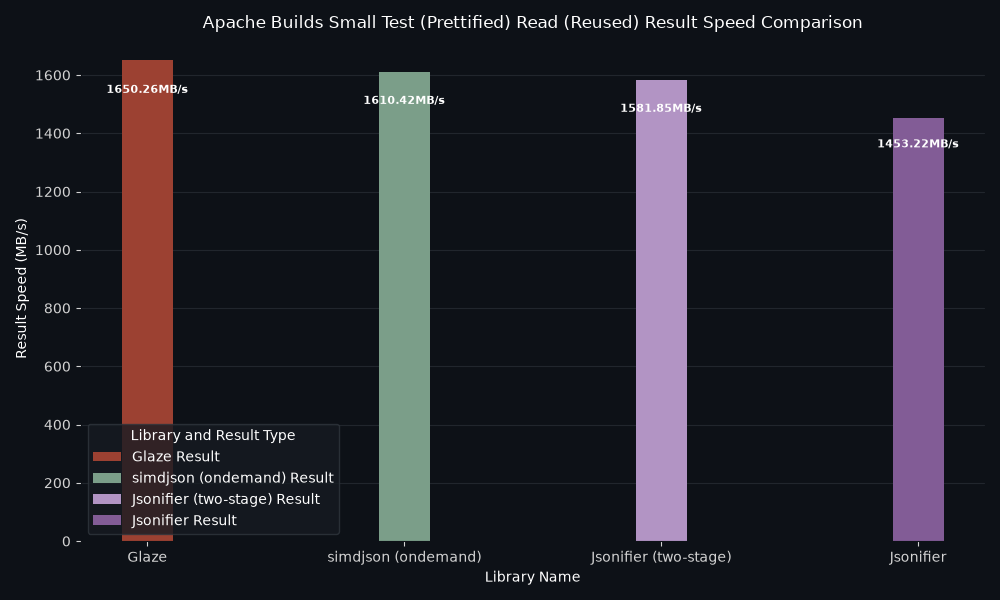 Apache Builds Small Test (Prettified) Read (Reused) Result Speed Comparison
Result Speed (MB/s)
1600
1400
1200
1000
800
600
400
200
0
1650.26MB/s
1610.42MB/s
1581.85MB/s
1453.22MB/s
Library and Result Type
Glaze Result
simdjson (ondemand) Result
Jsonifier (two-stage) Result
Jsonifier Result
Glaze
simdjson (ondemand)
Jsonifier (two-stage)
Jsonifier
Library Name